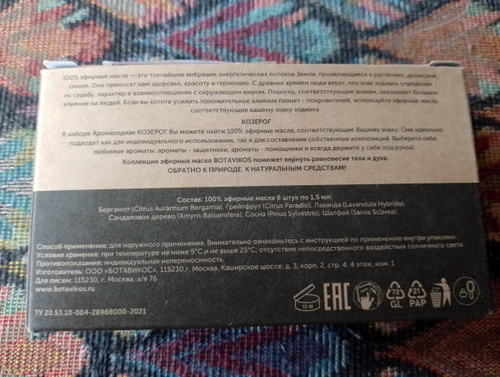 100% эфирные масла — это тончайшие вибрации энергетических потоков Земли, проявляющиеся в растениях, древесине,
смоле. Они приносят нам здоровье, красоту и гармонию. С древних времен люди верят, что знак зодиака определяет
их судьбу, характер и взаимоотношения с окружающим миром. Планеты, соответствующие знакам, оказывают большое
влияние на людей. Если вы хотите усилить положительное влияние планет - покровителей, используйте эфирные масла,
соответствующие вашему знаку зодиака.
КОЗЕРОГ
В наборе Аромазодиак КОЗЕРОГ Вы можете найти 100% эфирные масла, соответствующие Вашему знаку. Они идеально
подходят как для индивидуального использования, так и для составления собственных композиций. Выберите себе
любимые ароматы: ароматы - защитники, ароматы - помощники и всегда держите у себя под рукой.
Коллекция эфирных масел BOTAVIKOS поможет вернуть равновесие тела и духа.
ОБРАТНО К ПРИРОДЕ. К НАТУРАЛЬНЫМ СРЕДСТВАМ!
Состав: 100% эфирные масла 6 штук по 1,5 мл:
Бергамот (Citrus Aurantium Bergamia), Грейпфрут (Citrus Paradisi), Лаванда (Lavandula Hybrida),
Сандаловое дерево (Amyris Balsamifera), Сосна (Pinus Sylvestris), Шалфей (Salvia Sclarea).
Способ применения: для наружного применения. Внимательно ознакомьтесь с инструкцией по применению внутри упаковки.
Условия хранения: при температуре не ниже 5°С и не выше 25°С; отсутствие непосредственного воздействия солнечного света.
Противопоказания: индивидуальная непереносимость.
Изготовитель: ООО «БОТАВИКОС», 115230, г. Москва, Каширское шоссе, д. 3, корп. 2, стр. 4, 4 этаж, ком. 1
Для писем: 115230, г. Москва, а/я 76
www.botavikos.ru
ТУ 20.53.10-004-28968000-2021
12 M
EAC
GL
21
PAP